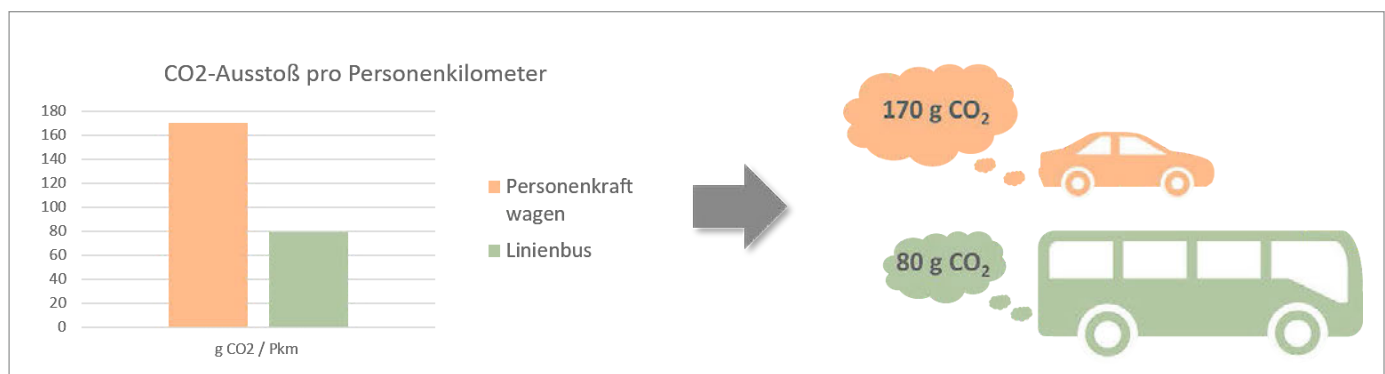 CO2-Ausstoß pro Personenkilometer
180
160
140
120
100
80
60
40
20
0
g CO2 / Pkm
Personenkraft
wagen
Linienbus
170 g CO₂
80 g CO₂